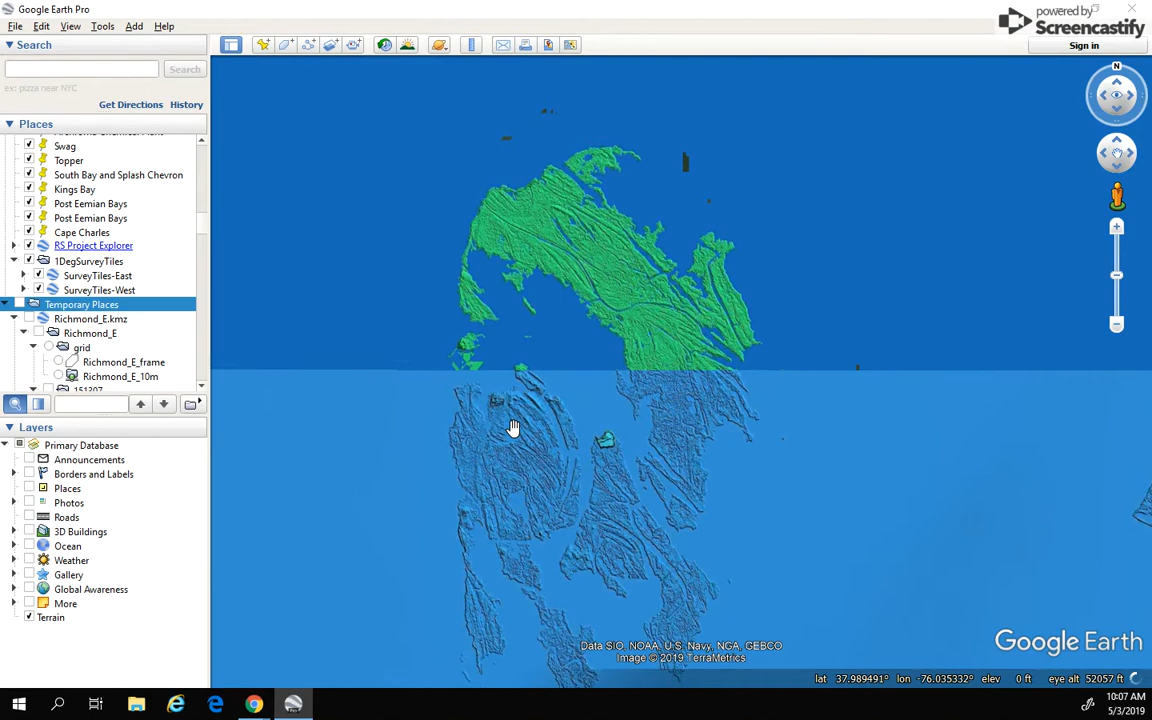 Google Earth Pro
powered by
Screencastify
File Edit View Tools Add Help
Sign in
Search
Search
ex: pizza near NYC
Get Directions History
Places
Swag
Topper
South Bay and Splash Chevron
Kings Bay
Post Eemian Bays
Post Eemian Bays
Cape Charles
RS Project Explorer
1DegSurveyTiles
SurveyTiles-East
SurveyTiles-West
Temporary Places
Richmond_E.kmz
Richmond_E
grid
Richmond_E_frame
Richmond_E_10m
151307
Layers
Primary Database
Announcements
Borders and Labels
Places
Photos
Roads
3D Buildings
Ocean
Weather
Gallery
Global Awareness
More
Terrain
N
Data SIO, NOAA, U.S. Navy, NGA, GEBCO
Image © 2019 TerraMetrics
Google Earth
lat 37.989491° lon -76.035332° elev 0 ft eye alt 52057 ft
10:07 AM
5/3/2019